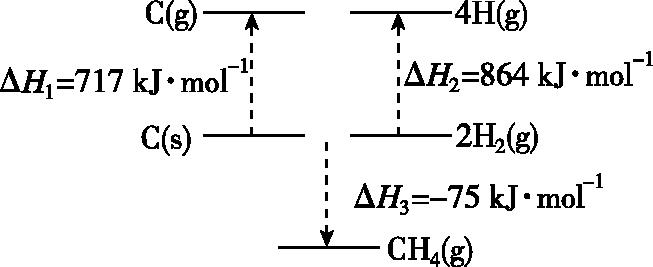 C(g) 4H(g)
ΔH₁=717 kJ·mol⁻¹ ΔH₂=864 kJ·mol⁻¹
C(s) 2H₂(g)
ΔH₃=−75 kJ·mol⁻¹
CH₄(g)